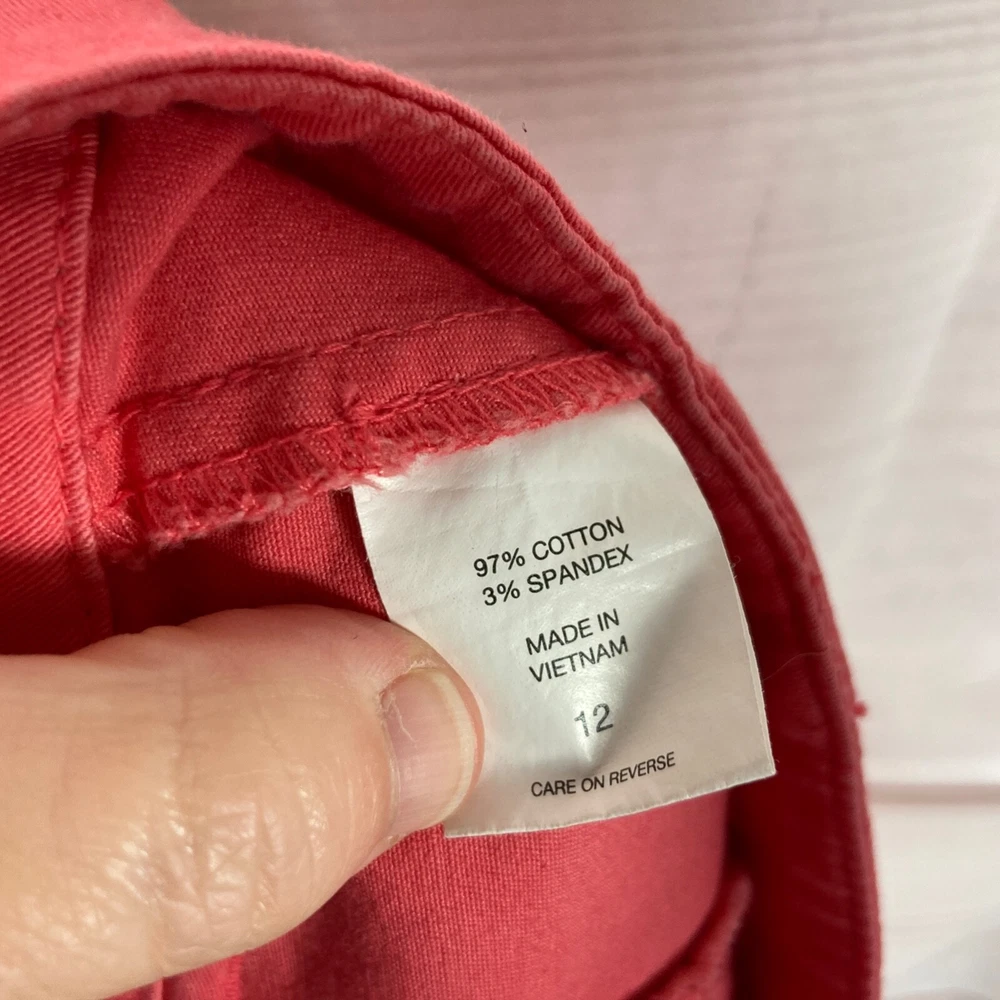 97% COTTON
3% SPANDEX
MADE IN
VIETNAM
12
CARE ON REVERSE